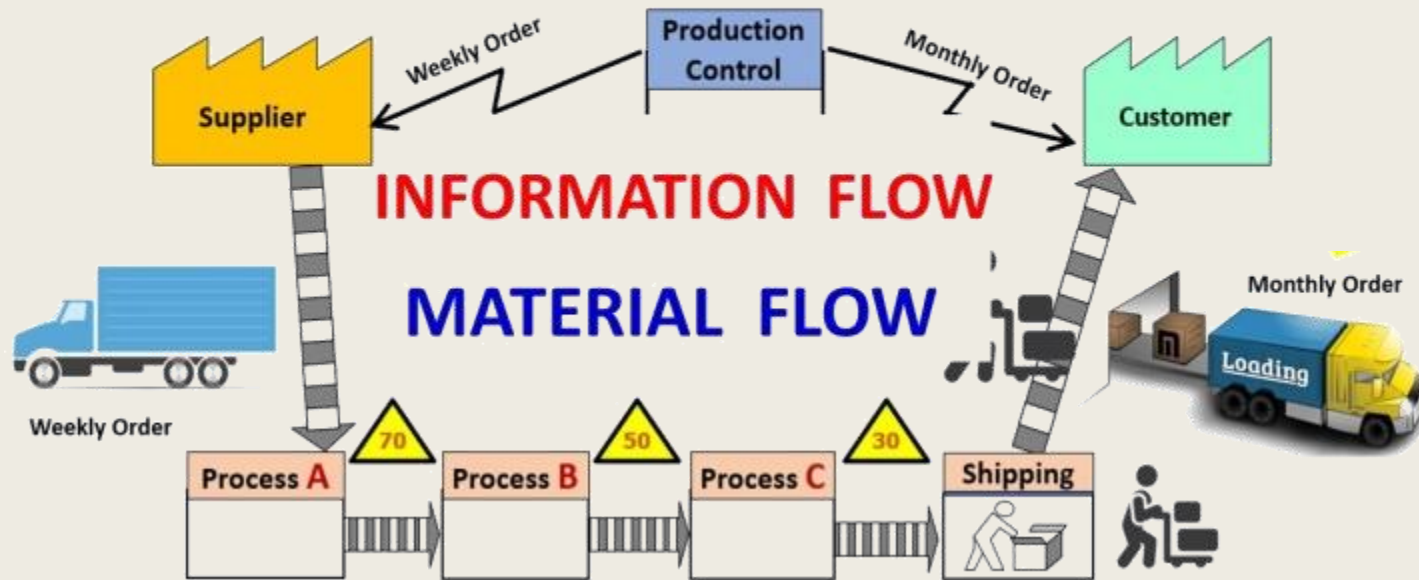 Production
Control
Weekly Order
Monthly Order
Supplier
Customer
INFORMATION FLOW
MATERIAL FLOW
Monthly Order
Loading
Weekly Order
70
50
30
Process A
Process B
Process C
Shipping